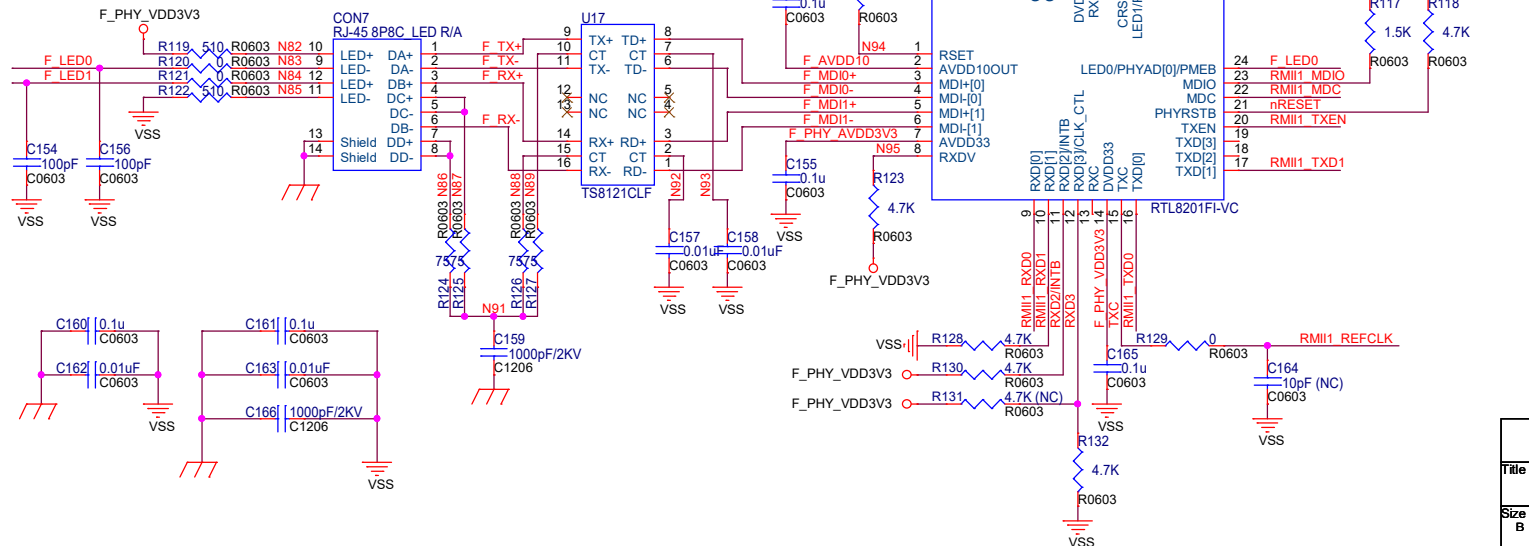 F_PHY_VDD3V3
CON7
RJ-45 8P8C_LED R/A
U17
0.1u
C0603
R0603
R117
1.5K
R0603
R118
4.7K
R0603
R119 510 R0603 N82 10 LED+ DA+ 1 F_TX+ 9 TX+ TD+ 8
F_LED0 R120 0 R0603 N83 9 LED- DA- 2 F_TX- 10 CT CT 7
F_LED1 R121 0 R0603 N84 12 LED+ DB+ 3 F_RX+ 11 TX- TD- 6
R122 510 R0603 N85 11 LED- DC+ 4
DC- 5
DB- 6 F_RX-
13 Shield DD+ 7
14 Shield DD- 8
12 NC NC 5
13 NC NC 4
14 RX+ RD+ 3
15 CT CT 2
16 RX- RD- 1
TS8121CLF
VSS
C154
100pF
C0603
VSS
C156
100pF
C0603
VSS
N86
N87
N88
N89
R0603
R0603
R0603
R0603
75
75
75
75
R124
R125
R126
R127
N91
C159
1000pF/2KV
C1206
N92
N93
C157
0.01uF
C0603
VSS
C158
0.01uF
C0603
VSS
N94 1 RSET
F_AVDD10 2 AVDD10OUT
F_MDI0+ 3 MDI+[0]
F_MDI0- 4 MDI-[0]
F_MDI1+ 5 MDI+[1]
F_MDI1- 6 MDI-[1]
F_PHY_AVDD3V3 7 AVDD33
N95 8 RXDV
C155
0.1u
C0603
VSS
R123
4.7K
R0603
F_PHY_VDD3V3
LED0/PHYAD[0]/PMEB 24 F_LED0
MDIO 23 RMII1_MDIO
MDC 22 RMII1_MDC
PHYRSTB 21 nRESET
TXEN 20 RMII1_TXEN
TXD[3] 19
TXD[2] 18
TXD[1] 17 RMII1_TXD1
RTL8201FI-VC
RXD[0] 9 RMII1_RXD0
RXD[1] 10 RMII1_RXD1
RXD[2]/INTB 11 RXD2/INTB
RXD[3]/CLK_CTL 12 RXD3
RXC 13
DVDD33 14 F_PHY_VDD3V3
TXC 15 TXC
TXD[0] 16 RMII1_TXD0
C160 0.1u
C0603
C162 0.01uF
C0603
VSS
C161 0.1u
C0603
C163 0.01uF
C0603
C166 1000pF/2KV
C1206
VSS
VSS R128 4.7K
R0603
F_PHY_VDD3V3 R130 4.7K
R0603
F_PHY_VDD3V3 R131 4.7K (NC)
R0603
C165
0.1u
C0603
VSS
R129 0
R0603
RMII1_REFCLK
C164
10pF (NC)
C0603
VSS
R132
4.7K
R0603
VSS
Title
Size
B